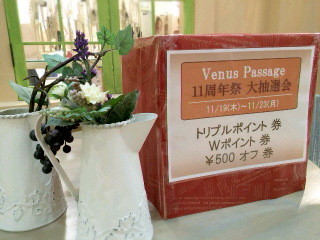 Venus Passage
11周年祭 大抽選会
11/19(木)～11/23(月)
トリプルポイント 券
Wポイント 券
¥500 オフ 券